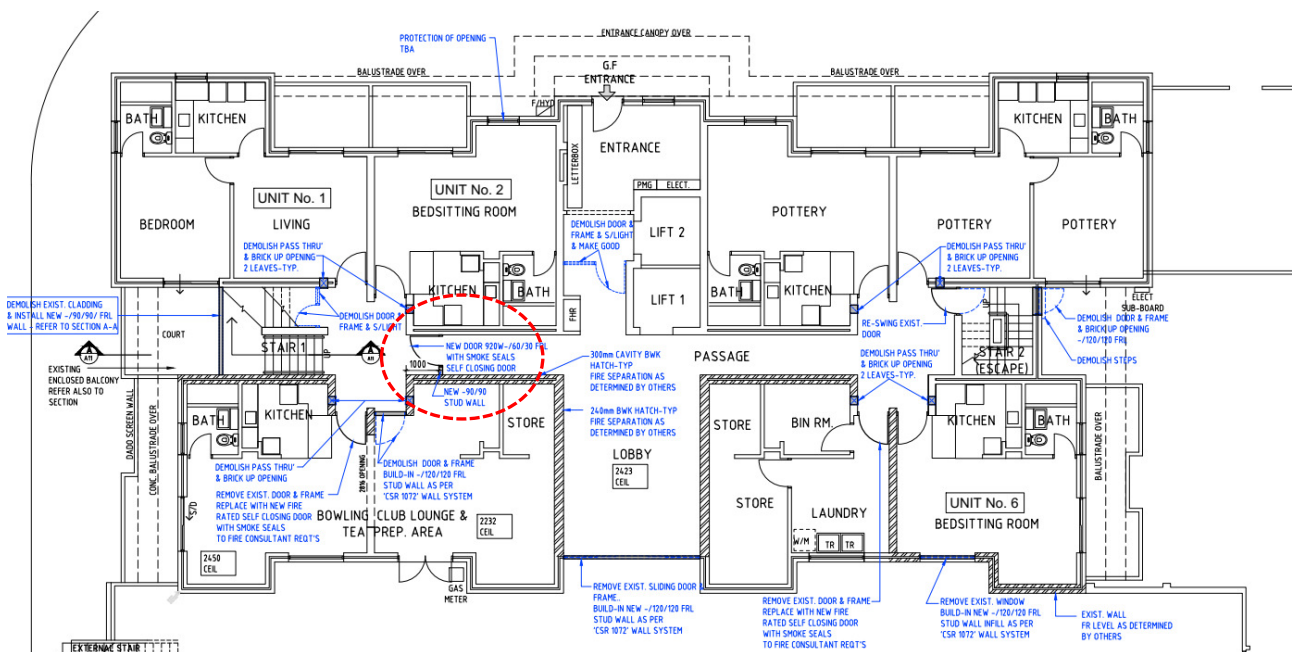 PROTECTION OF OPENING
TBA
ENTRANCE CANOPY OVER
G.F
ENTRANCE
BALUSTRADE OVER
BALUSTRADE OVER
F/HYD
BATH
KITCHEN
KITCHEN
BATH
LETTERBOX
ENTRANCE
PMG
ELECT.
UNIT No. 1
LIVING
BEDROOM
UNIT No. 2
BEDSITTING ROOM
POTTERY
POTTERY
POTTERY
DEMOLISH DOOR &
FRAME & S/LIGHT
& MAKE GOOD
LIFT 2
LIFT 1
DEMOLISH PASS THRU'
& BRICK UP OPENING
2 LEAVES-TYP.
DEMOLISH PASS THRU'
& BRICK UP OPENING
2 LEAVES-TYP.
KITCHEN
BATH
FHR
BATH
KITCHEN
DEMOLISH EXIST. CLADDING
& INSTALL NEW -/90/90/ FRL
WALL - REFER TO SECTION A-A
COURT
DEMOLISH DOOR &
FRAME & S/LIGHT
RE-SWING EXIST.
DOOR
UP
ELECT
SUB-BOARD
DEMOLISH DOOR & FRAME
& BRICK UP OPENING
-/120/120 FRL
DEMOLISH STEPS
A
A11
STAIR 1
UP
A
A11
EXISTING
ENCLOSED BALCONY
REFER ALSO TO
SECTION
NEW DOOR 920W-/60/30 FRL
WITH SMOKE SEALS
SELF CLOSING DOOR
1000
NEW -90/90
STUD WALL
300mm CAVITY BWK
HATCH-TYP
FIRE SEPARATION AS
DETERMINED BY OTHERS
240mm BWK HATCH-TYP
FIRE SEPARATION AS
DETERMINED BY OTHERS
PASSAGE
DEMOLISH PASS THRU'
& BRICK UP OPENING
2 LEAVES-TYP.
STAIR 2
(ESCAPE)
DADO SCREEN WALL
CONC. BALUSTRADE OVER
BATH
KITCHEN
STORE
LOBBY
2423
CEIL
STORE
BIN RM.
KITCHEN
BATH
BALUSTRADE OVER
DEMOLISH PASS THRU'
& BRICK UP OPENING
2816 OPENING
DEMOLISH DOOR & FRAME
BUILD-IN -/120/120 FRL
STUD WALL AS PER
'CSR 1072' WALL SYSTEM
REMOVE EXIST. DOOR & FRAME
REPLACE WITH NEW FIRE
RATED SELF CLOSING DOOR
WITH SMOKE SEALS
TO FIRE CONSULTANT REQT'S
S/D
BOWLING CLUB LOUNGE &
TEA PREP. AREA
2232
CEIL
2450
CEIL
STORE
LAUNDRY
W/M
TR
TR
UNIT No. 6
BEDSITTING ROOM
GAS
METER
REMOVE EXIST. SLIDING DOOR &
FRAME..
BUILD-IN NEW -/120/120 FRL
STUD WALL AS PER
'CSR 1072' WALL SYSTEM
REMOVE EXIST. DOOR & FRAME
REPLACE WITH NEW FIRE
RATED SELF CLOSING DOOR
WITH SMOKE SEALS
TO FIRE CONSULTANT REQT'S
REMOVE EXIST. WINDOW
BUILD-IN NEW -/120/120 FRL
STUD WALL INFILL AS PER
'CSR 1072' WALL SYSTEM
EXIST. WALL
FR LEVEL AS DETERMINED
BY OTHERS
EXTERNAL STAIR